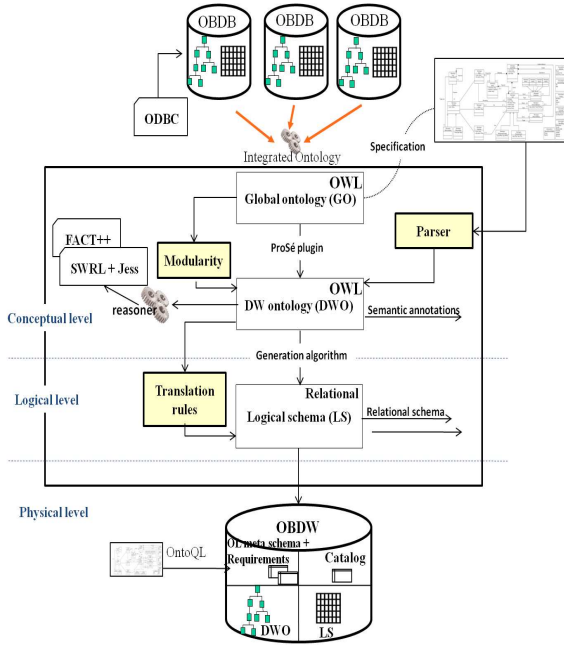 OBDB
OBDB
OBDB
ODBC
Integrated Ontology
Specification
OWL
Global ontology (GO)
FACT++
SWRL + Jess
Modularity
ProSé plugin
Parser
OWL
DW ontology (DWO)
reasoner
Semantic annotations
Conceptual level
Generation algorithm
Relational
Translation
rules
Logical level
Logical schema (LS)
Relational schema
Physical level
OBDW
OL meta schema +
Requirements
Catalog
OntoQL
DWO
LS